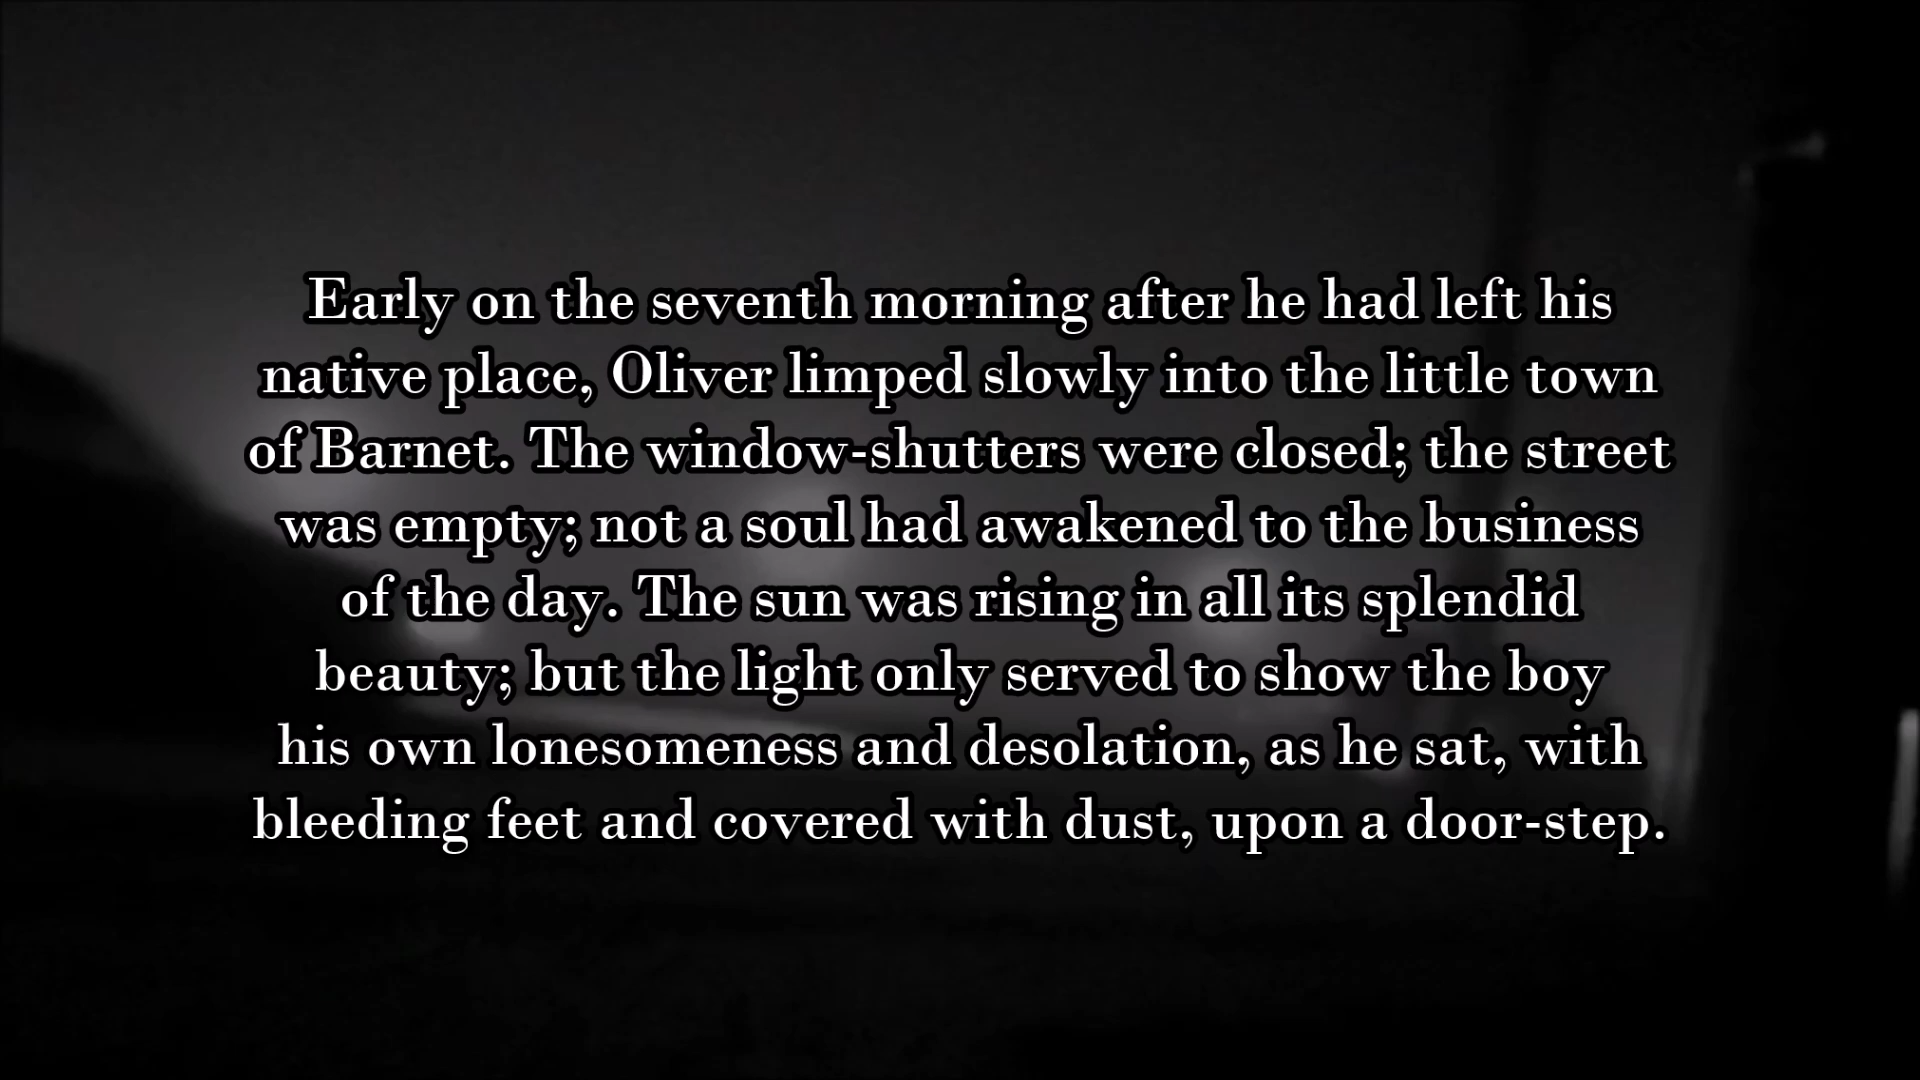 Early on the seventh morning after he had left his
native place, Oliver limped slowly into the little town
of Barnet. The window-shutters were closed; the street
was empty; not a soul had awakened to the business
of the day. The sun was rising in all its splendid
beauty; but the light only served to show the boy
his own lonesomeness and desolation, as he sat, with
bleeding feet and covered with dust, upon a door-step.